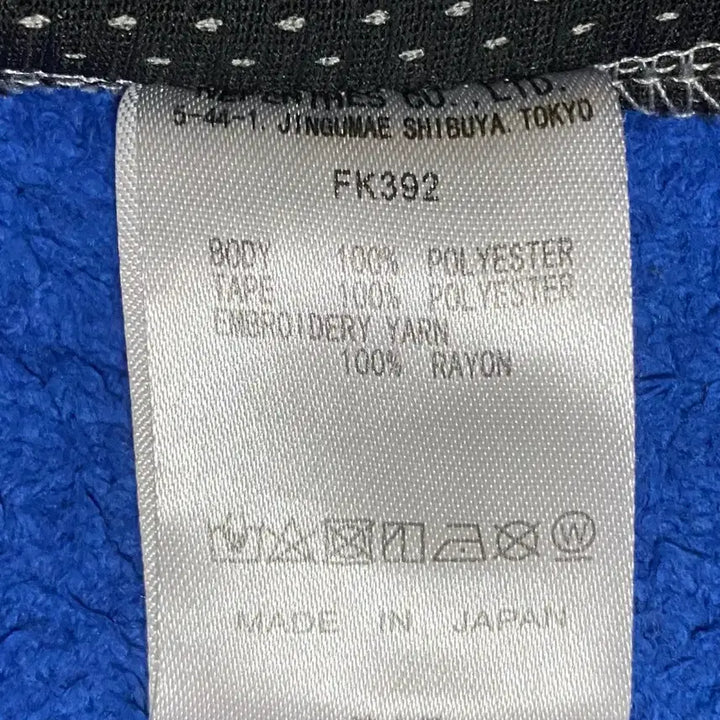 NEPENTHES CO.,LTD.
5-44-1. JINGUMAE SHIBUYA. TOKYO
FK392
BODY 100% POLYESTER
TAPE 100% POLYESTER
EMBROIDERY YARN
100% RAYON
W
MADE IN JAPAN